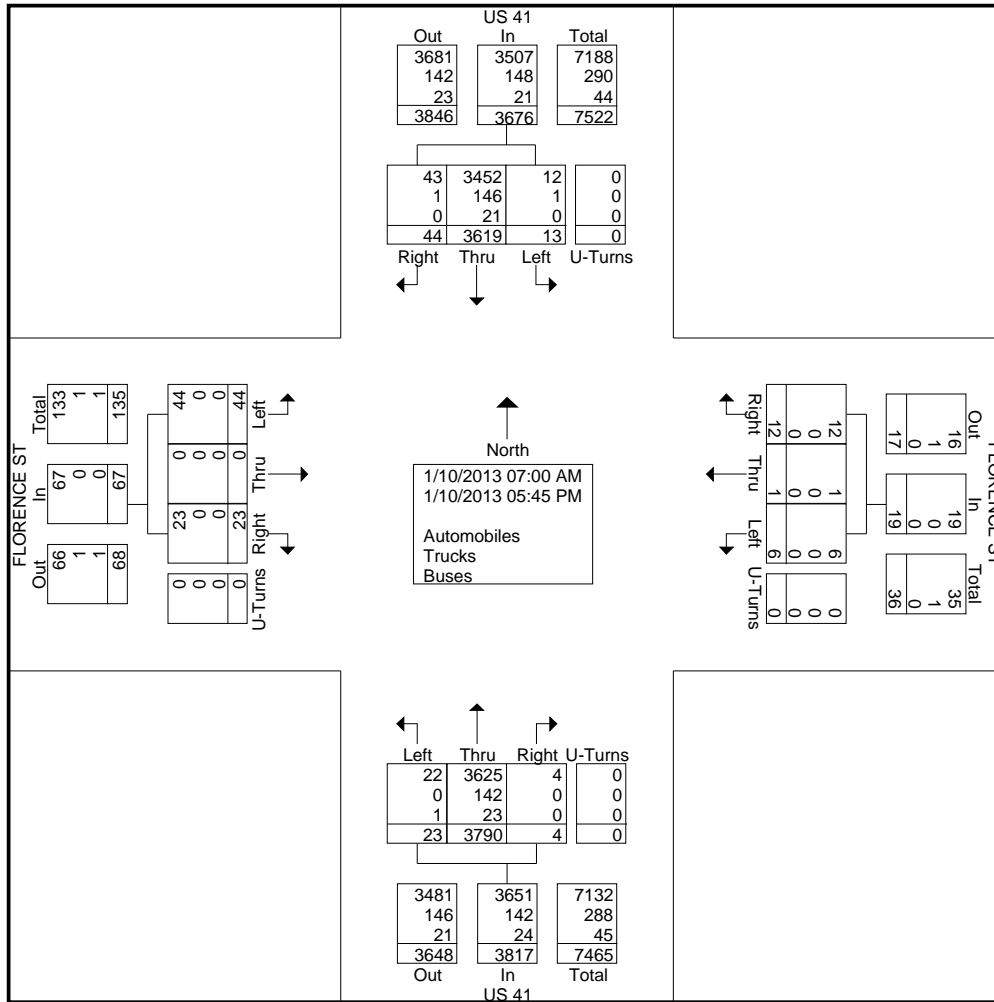 US 41
Out In Total
3681 3507 7188
142 148 290
23 21 44
3846 3676 7522
43 3452 12 0
1 146 1 0
0 21 0 0
44 3619 13 0
Right Thru Left U-Turns
FLORENCE ST
Total In Out
133 67 66
1 0 1
1 0 1
135 67 68
44 0 23 0
0 0 0 0
0 0 0 0
44 0 23 0
Left Thru Right U-Turns
North
1/10/2013 07:00 AM
1/10/2013 05:45 PM
Automobiles
Trucks
Buses
Right Thru Left U-Turns
12 1 6 0
0 0 0 0
0 0 0 0
12 1 6 0
17 19 36
0 0 0
1 0 1
16 19 35
Out In Total
LORENCE ST
Left Thru Right U-Turns
22 3625 4 0
0 142 0 0
1 23 0 0
23 3790 4 0
3481 3651 7132
146 142 288
21 24 45
3648 3817 7465
Out In Total
US 41